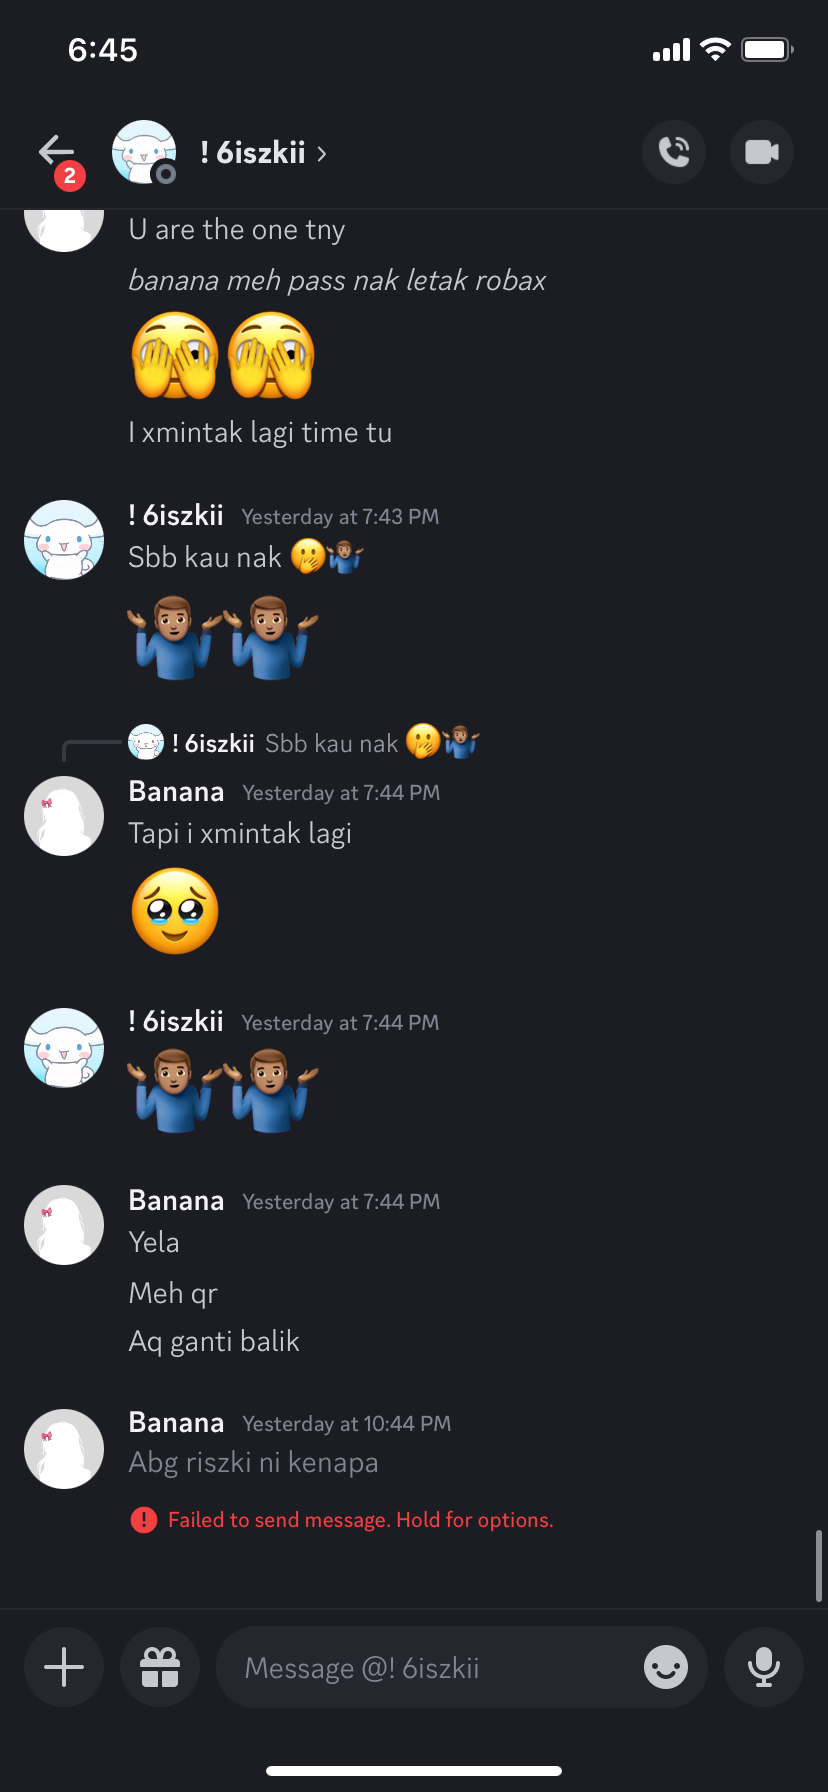 6:45
2
! 6iszkii
U are the one tny
banana meh pass nak letak robax
I xmintak lagi time tu
! 6iszkii Yesterday at 7:43 PM
Sbb kau nak 🤭🤷🏽‍♂️
🤷🏽‍♂️🤷🏽‍♂️
! 6iszkii Sbb kau nak 🤭🤷🏽‍♂️
Banana Yesterday at 7:44 PM
Tapi i xmintak lagi
🥹
! 6iszkii Yesterday at 7:44 PM
🤷🏽‍♂️🤷🏽‍♂️
Banana Yesterday at 7:44 PM
Yela
Meh qr
Aq ganti balik
Banana Yesterday at 10:44 PM
Abg riszki ni kenapa
Failed to send message. Hold for options.
Message @! 6iszkii